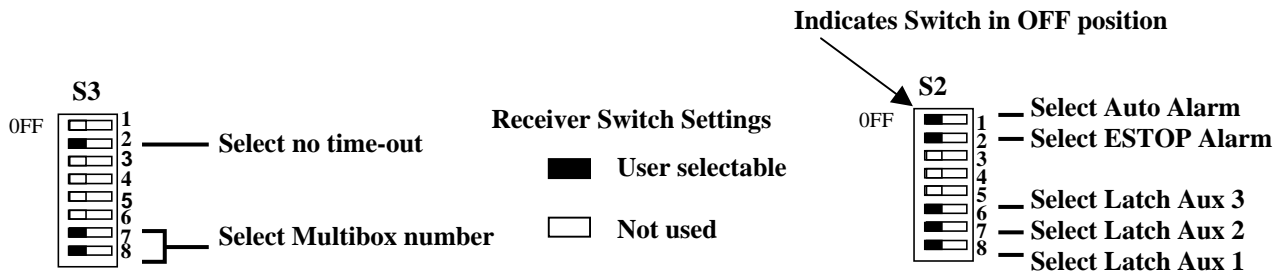 Indicates Switch in OFF position
S3
0FF
1
2
3
4
5
6
7
8
Select no time-out
Select Multibox number
Receiver Switch Settings
User selectable
Not used
S2
0FF
1
2
3
4
5
6
7
8
Select Auto Alarm
Select ESTOP Alarm
Select Latch Aux 3
Select Latch Aux 2
Select Latch Aux 1